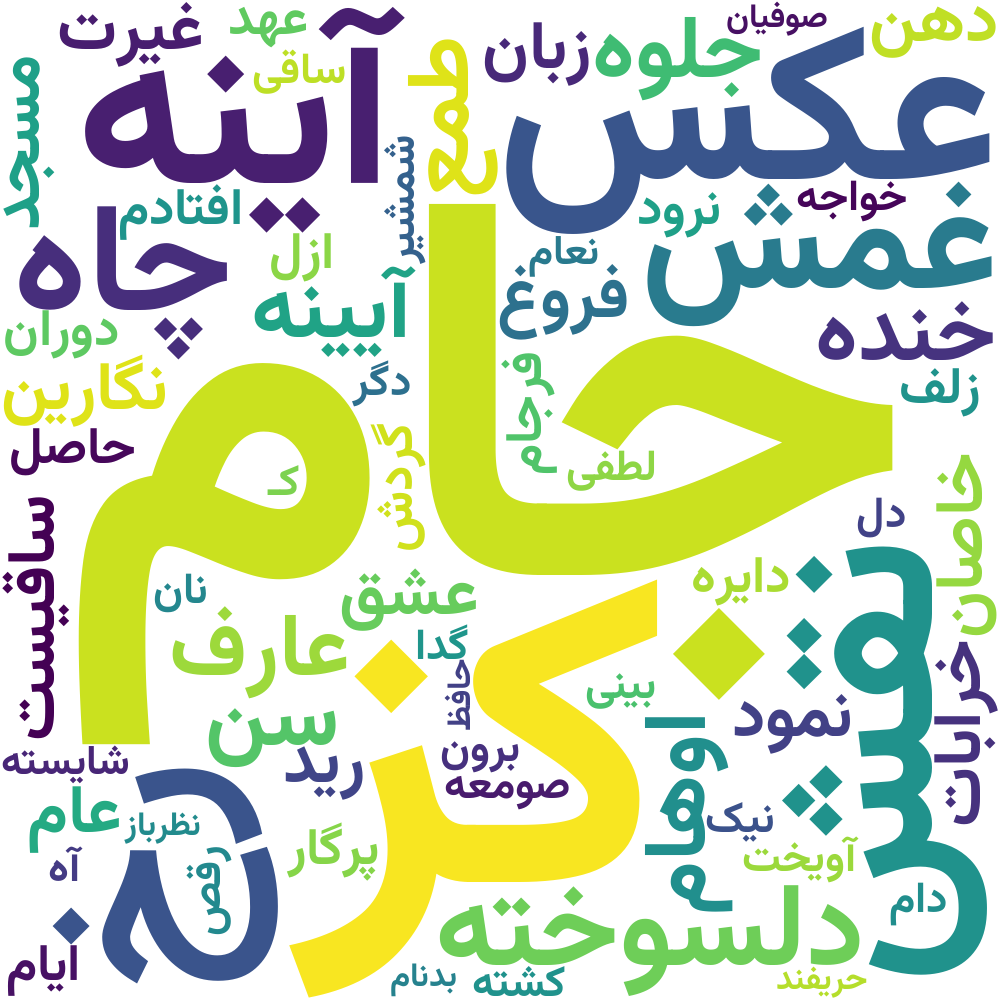 صوفیان
دهن
عهد
غیرت
ساقی
آینه
طمع
زبان
جلوه
عکس
مسجد
شمشیر
افتادم
خواجه
نرود
غمش
چاه
ازل
نعام
آیینه
فروغ
دوران
خنده
نگارین
دگر
زلف
فرجام
جام
حاصل
گردش
لطفی
ک
خاصان
دل
ساقیست
نقش
نان
عشق
دایره
عارف
گدا
کز
حافظ
بینی
خرابات
سن
اوهام
نمود
رید
برون
شایسته
صومعه
رخ
عام
نظرباز
نیک
پرگار
آویخت
آه
رقص
دام
دلسوخته
ایام
بدنام
کشته
حریفند